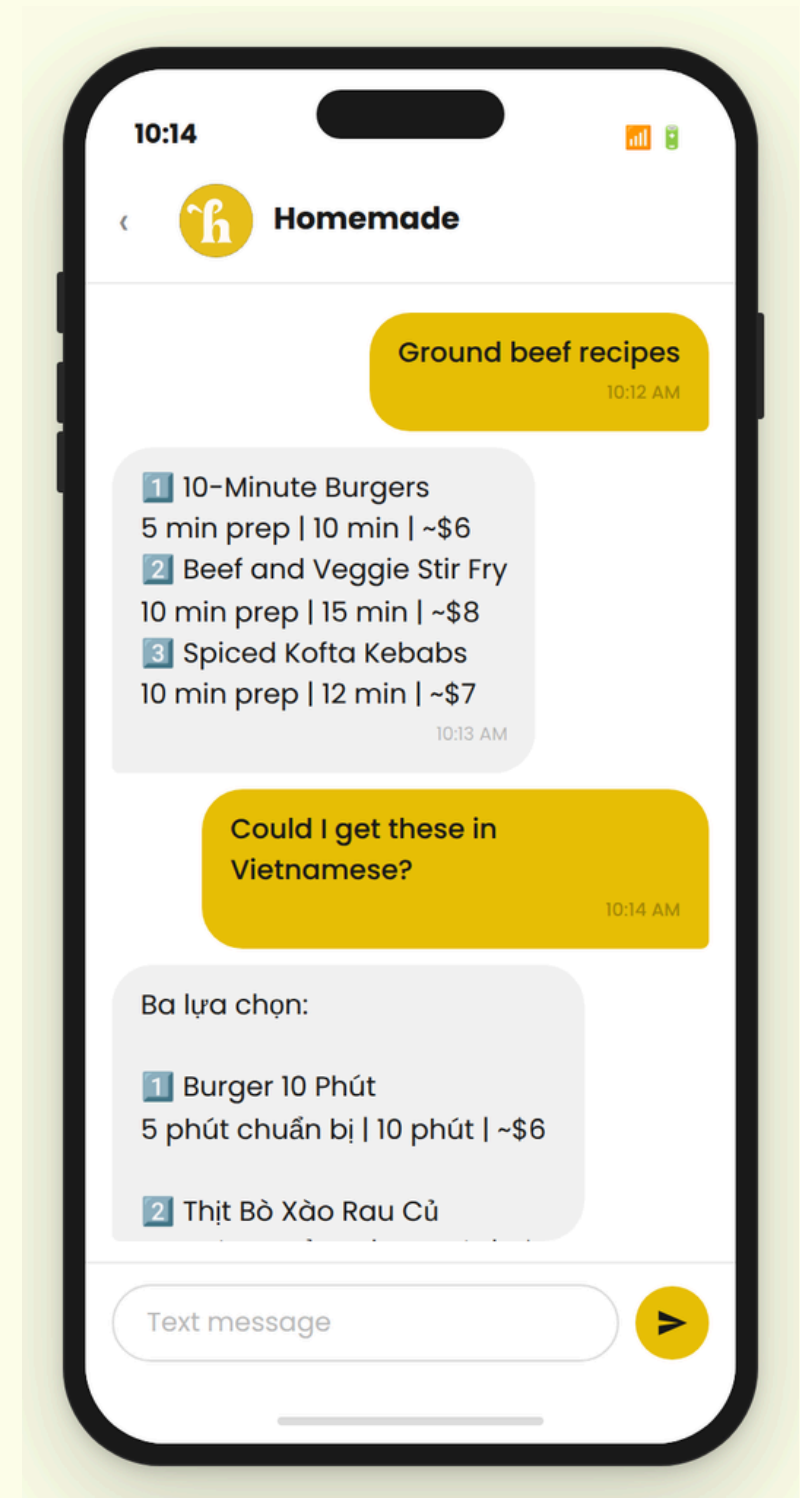 10:14
‹
h
Homemade
Ground beef recipes
10:12 AM
1️⃣ 10-Minute Burgers
5 min prep | 10 min | ~$6
2️⃣ Beef and Veggie Stir Fry
10 min prep | 15 min | ~$8
3️⃣ Spiced Kofta Kebabs
10 min prep | 12 min | ~$7
10:13 AM
Could I get these in
Vietnamese?
10:14 AM
Ba lựa chọn:
1️⃣ Burger 10 Phút
5 phút chuẩn bị | 10 phút | ~$6
2️⃣ Thịt Bò Xào Rau Củ
Text message